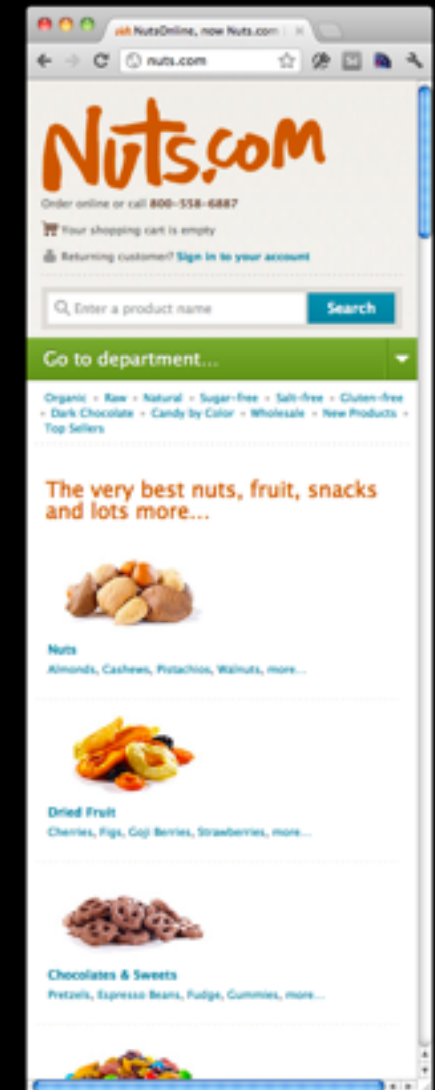 NutsOnline, now Nuts.com |
nuts.com
Nuts.com
Order online or call 800-558-6887
Your shopping cart is empty
Returning customer? Sign in to your account
Enter a product name
Search
Go to department...
Organic - Raw - Natural - Sugar-free - Salt-free - Gluten-free
- Dark Chocolate - Candy by Color - Wholesale - New Products -
Top Sellers
The very best nuts, fruit, snacks
and lots more...
Nuts
Almonds, Cashews, Pistachios, Walnuts, more...
Dried Fruit
Cherries, Figs, Goji Berries, Strawberries, more...
Chocolates & Sweets
Pretzels, Espresso Beans, Fudge, Gummies, more...